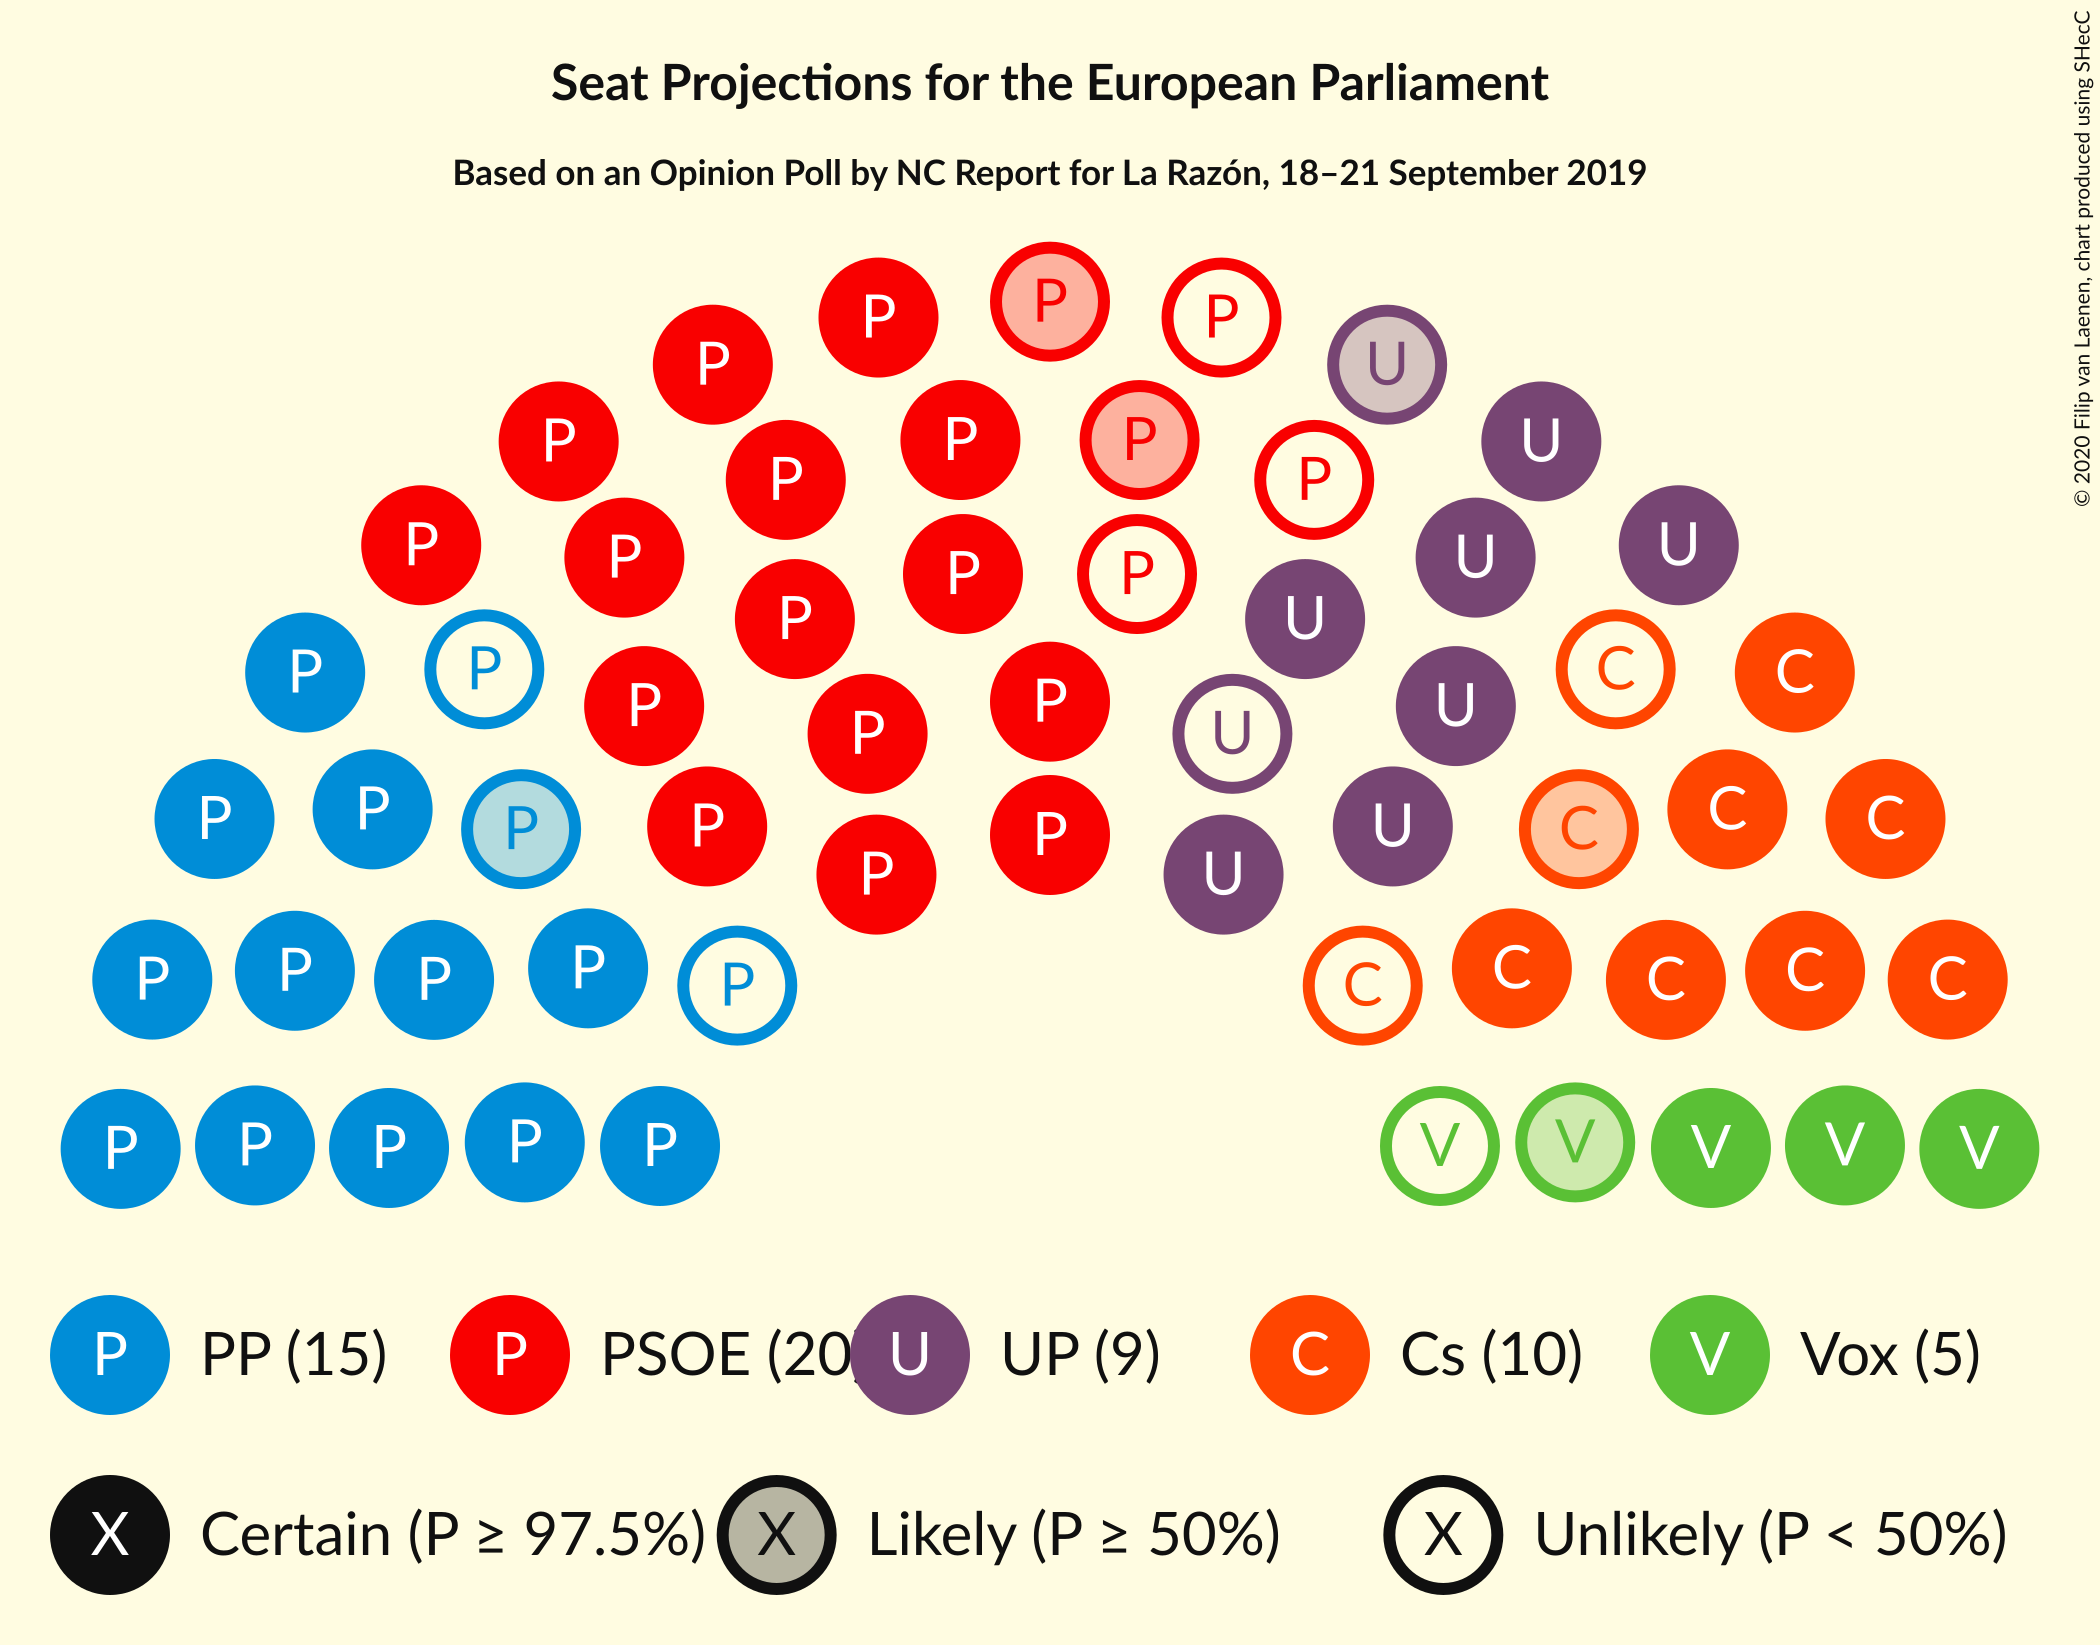 Seat Projections for the European Parliament
Based on an Opinion Poll by NC Report for La Razón, 18–21 September 2019
© 2020 Filip van Laenen, chart produced using SHecC
P P P U
P U
P P P P U
P P P U U
P P P U
P P P P U C C
P P U U
P P P P P U C C C
P P U
P P P P P C C C C C
P P P P P V V V V V
P PP (15) P PSOE (20) U UP (9) C Cs (10) V Vox (5)
X Certain (P ≥ 97.5%) X Likely (P ≥ 50%) X Unlikely (P < 50%)